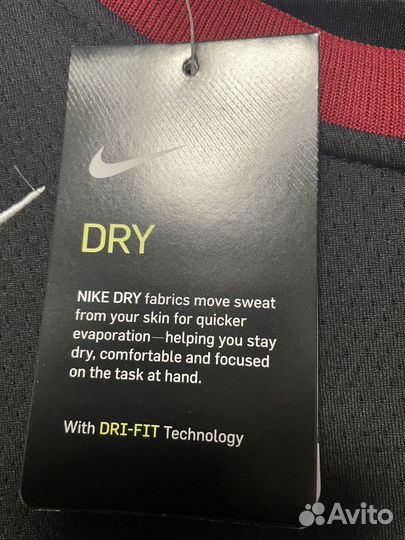 DRY
NIKE DRY fabrics move sweat
from your skin for quicker
evaporation—helping you stay
dry, comfortable and focused
on the task at hand.
With DRI-FIT Technology
Avito